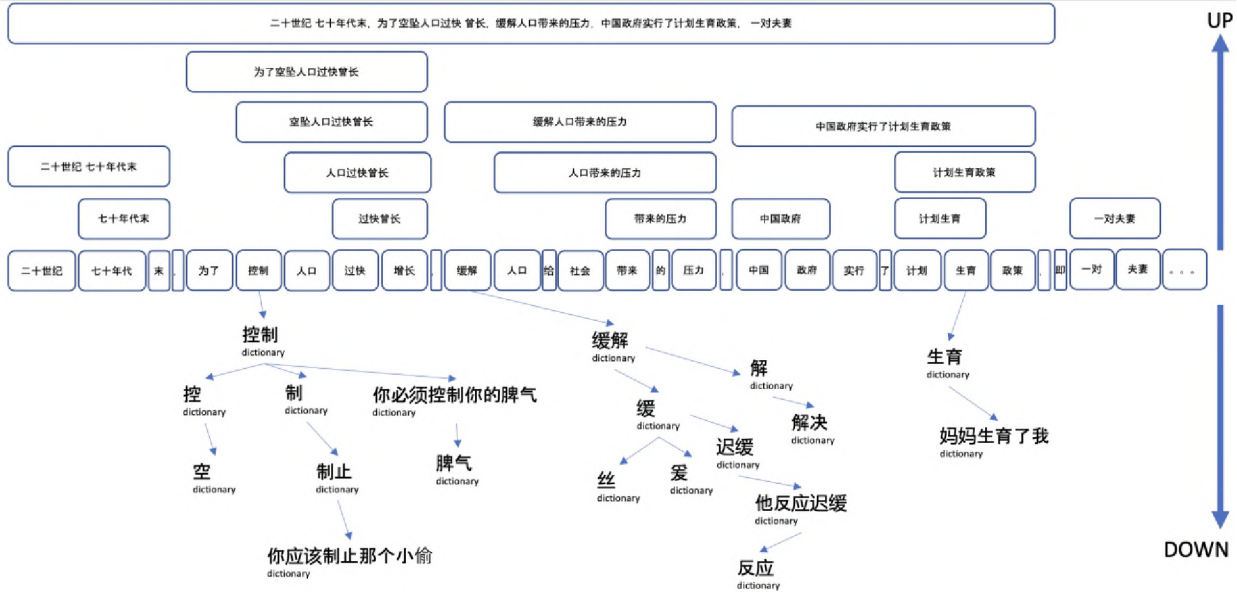 二十世纪 七十年代末，为了空坠人口过快 曾长，缓解人口带来的压力，中国政府实行了计划生育政策， 一对夫妻
UP
为了空坠人口过快曾长
空坠人口过快曾长
缓解人口带来的压力
中国政府实行了计划生育政策
二十世纪 七十年代末
人口过快曾长
人口带来的压力
计划生育政策
七十年代末
过快曾长
带来的压力
中国政府
计划生育
一对夫妻
二十世纪 七十年代 末 ， 为了 控制 人口 过快 增长 ， 缓解 人口 给 社会 带来 的 压力 ， 中国 政府 实行 了 计划 生育 政策 ， 即 一对 夫妻 。。。
控制
dictionary
缓解
dictionary
生育
dictionary
解
dictionary
控
dictionary
制
dictionary
你必须控制你的脾气
dictionary
缓
dictionary
解决
dictionary
妈妈生育了我
dictionary
迟缓
dictionary
空
dictionary
制止
dictionary
脾气
dictionary
丝
dictionary
爰
dictionary
他反应迟缓
dictionary
你应该制止那个小偷
dictionary
反应
dictionary
DOWN